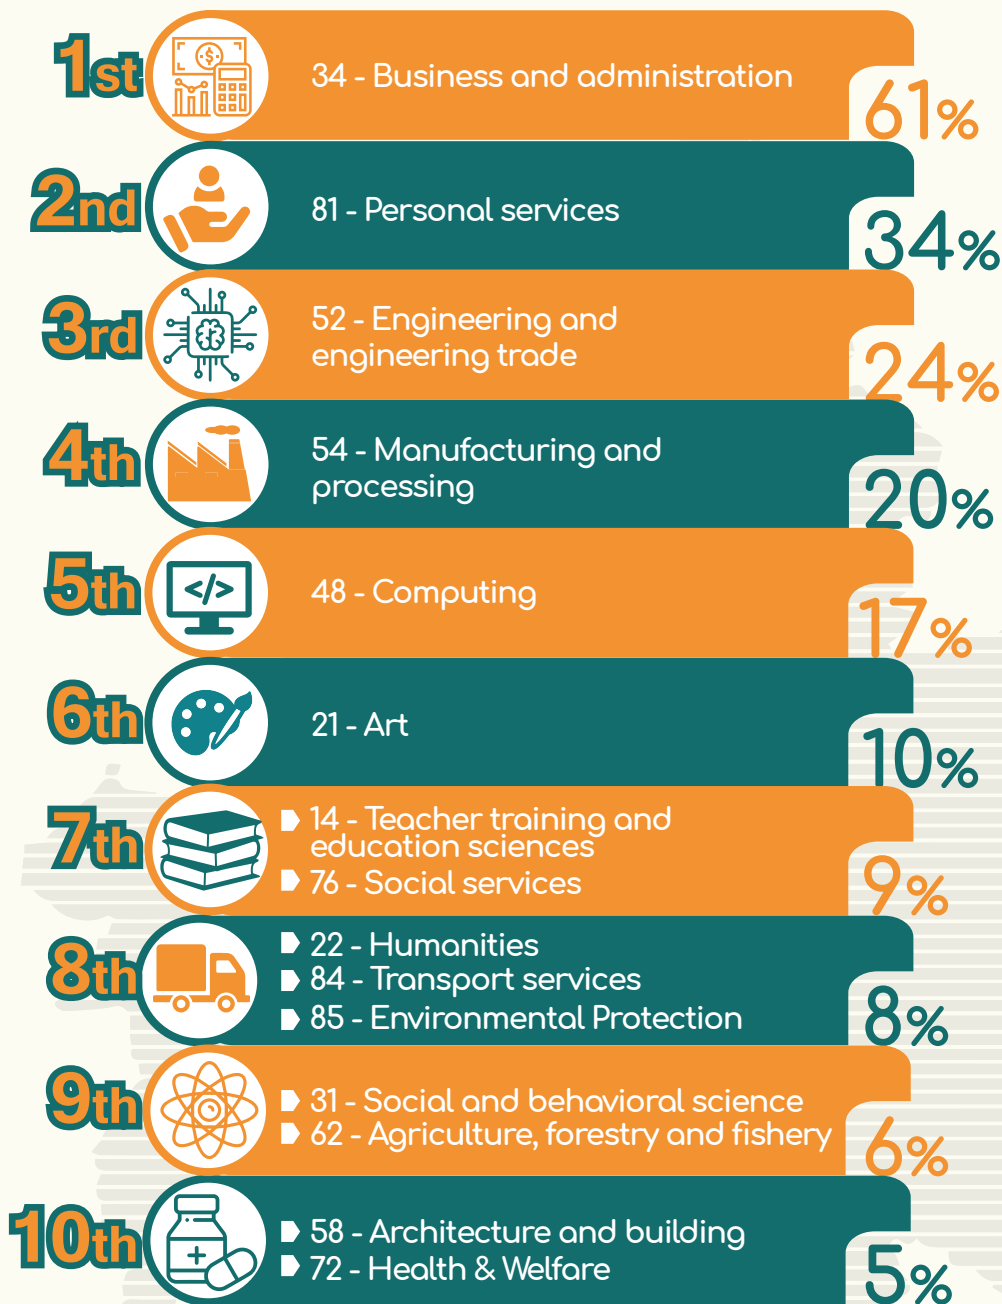 1st
34 - Business and administration
61%
2nd
81 - Personal services
34%
3rd
52 - Engineering and
engineering trade
24%
4th
54 - Manufacturing and
processing
20%
5th
48 - Computing
</>
17%
6th
21 - Art
10%
7th
14 - Teacher training and
education sciences
76 - Social services
9%
8th
22 - Humanities
84 - Transport services
85 - Environmental Protection
8%
9th
31 - Social and behavioral science
62 - Agriculture, forestry and fishery
6%
10th
58 - Architecture and building
72 - Health & Welfare
5%